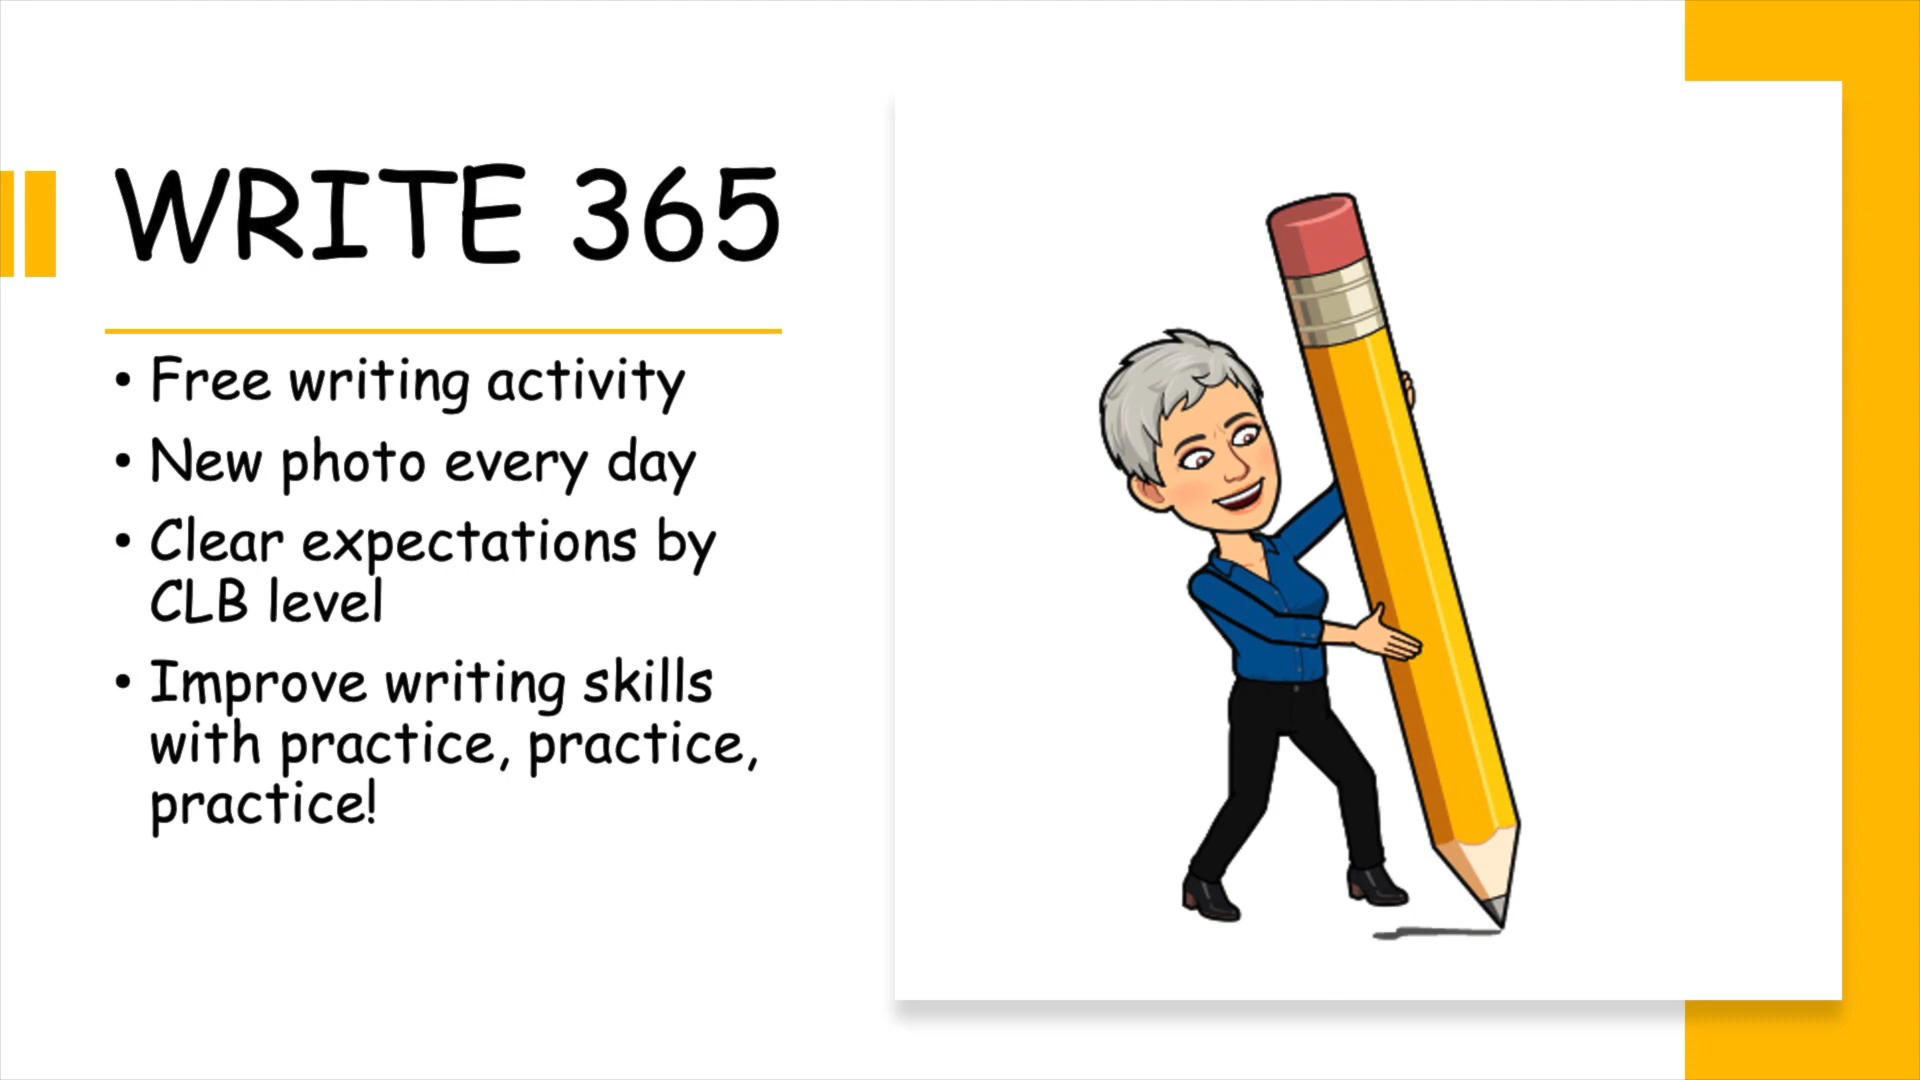 WRITE 365
• Free writing activity
• New photo every day
• Clear expectations by
CLB level
• Improve writing skills
with practice, practice,
practice!